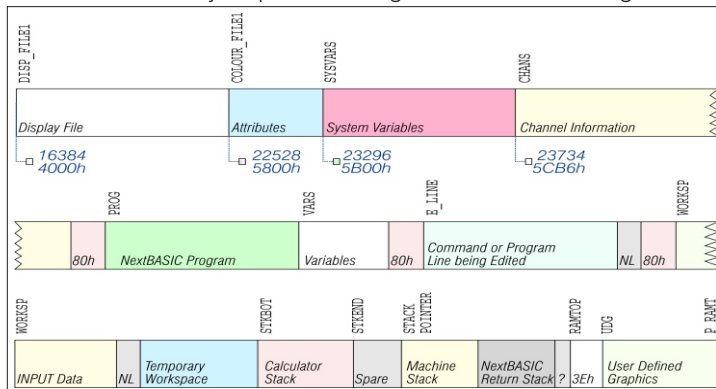 DISP_FILE1 COLOUR_FILE1 SYSVARS CHANS
Display File Attributes System Variables Channel Information
16384 22528 23296 23734
4000h 5800h 5B00h 5CB6h
PROG VARS E_LINE WORKSP
80h NextBASIC Program Variables 80h Command or Program Line being Edited NL 80h
WORKSP STKBOT STKEND STACK POINTER RAMTOP UDG P_RAMT
INPUT Data NL Temporary Workspace Calculator Stack Spare Machine Stack NextBASIC Return Stack ? 3Eh User Defined Graphics